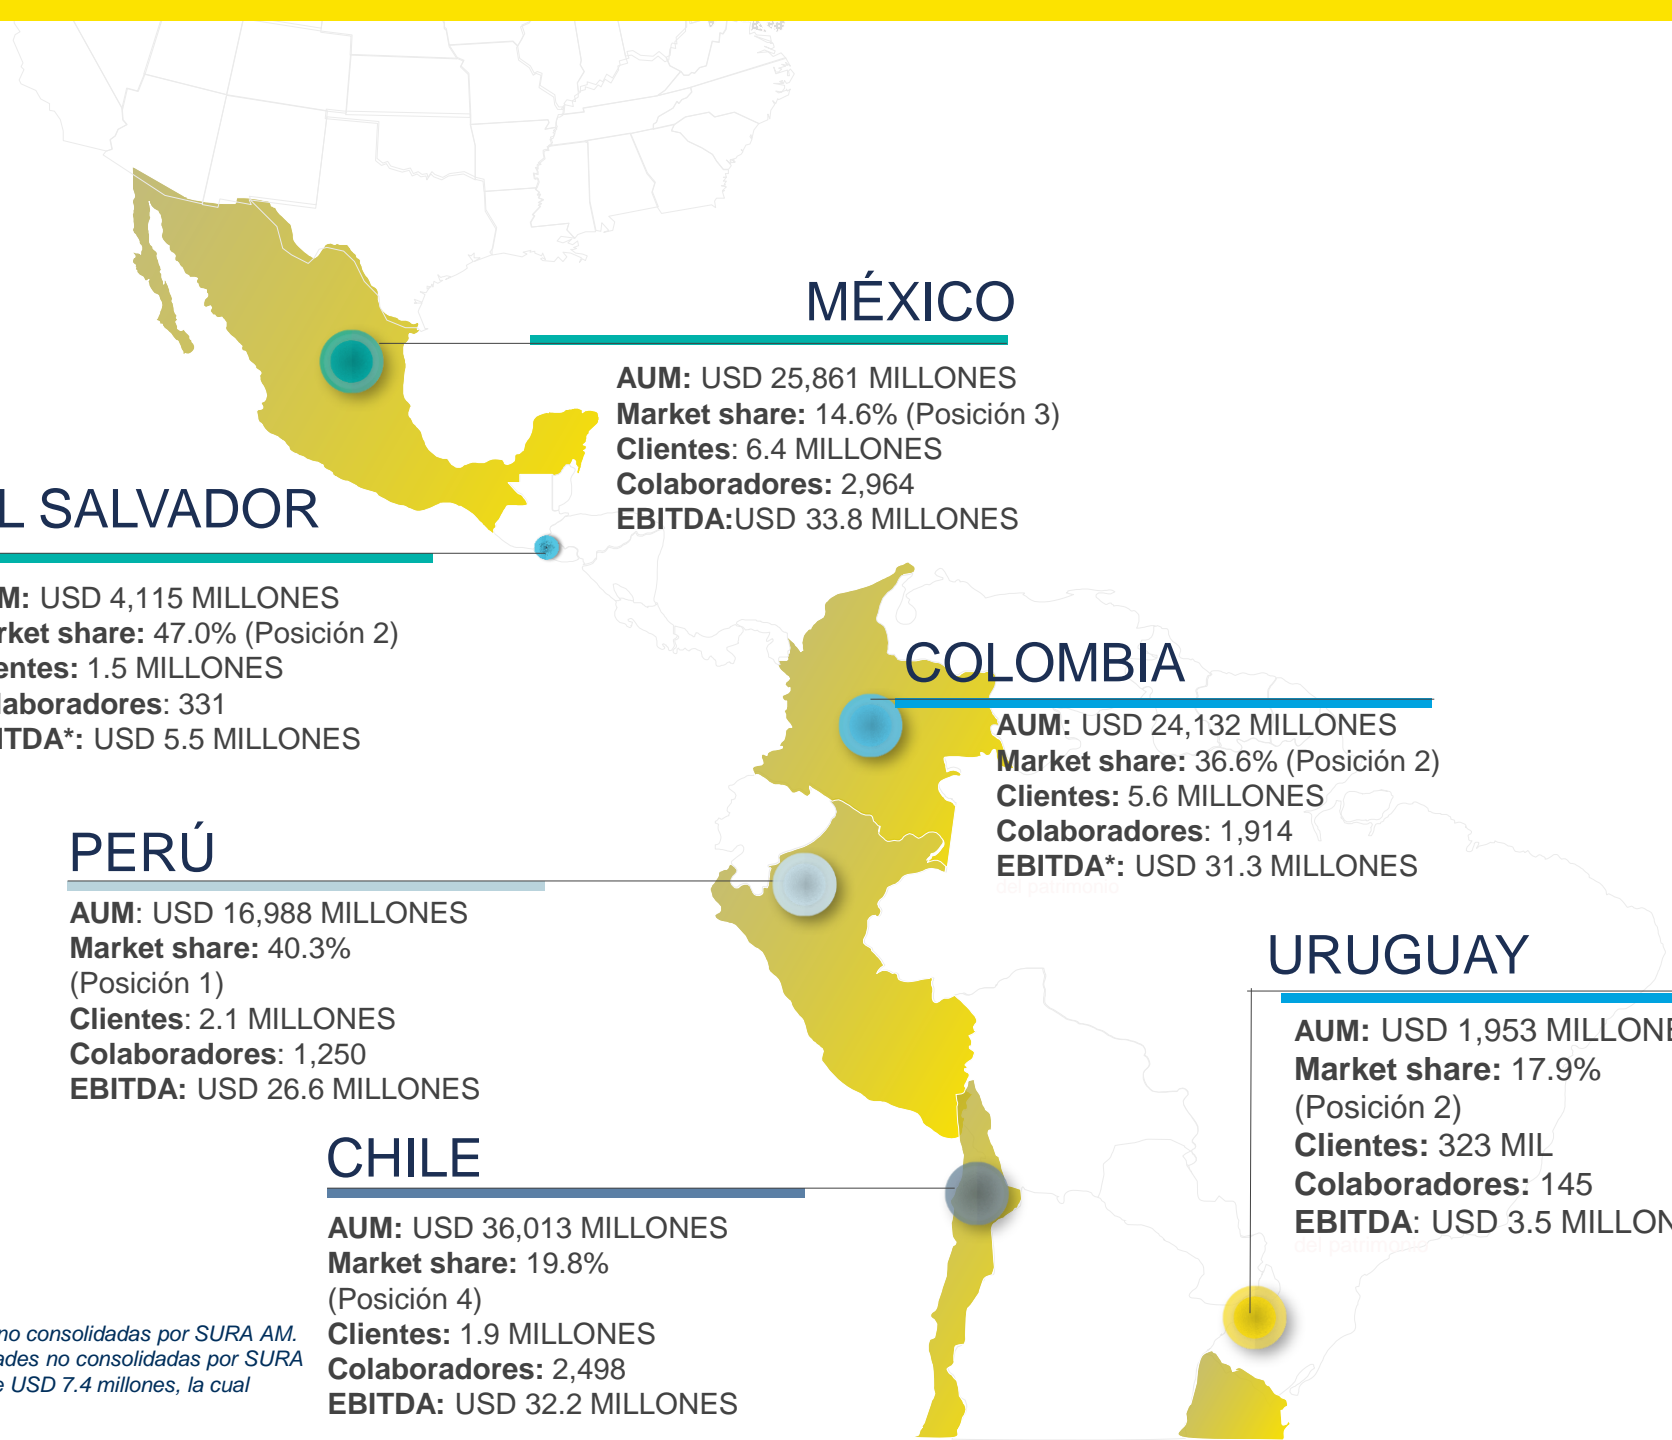 MÉXICO
AUM: USD 25,861 MILLONES
Market share: 14.6% (Posición 3)
Clientes: 6.4 MILLONES
Colaboradores: 2,964
EBITDA:USD 33.8 MILLONES
L SALVADOR
M: USD 4,115 MILLONES
rket share: 47.0% (Posición 2)
entes: 1.5 MILLONES
laboradores: 331
ITDA*: USD 5.5 MILLONES
COLOMBIA
AUM: USD 24,132 MILLONES
Market share: 36.6% (Posición 2)
Clientes: 5.6 MILLONES
Colaboradores: 1,914
EBITDA*: USD 31.3 MILLONES
del patrimonio
PERÚ
AUM: USD 16,988 MILLONES
Market share: 40.3%
(Posición 1)
Clientes: 2.1 MILLONES
Colaboradores: 1,250
EBITDA: USD 26.6 MILLONES
URUGUAY
AUM: USD 1,953 MILLONE
Market share: 17.9%
(Posición 2)
Clientes: 323 MIL
Colaboradores: 145
EBITDA: USD 3.5 MILLON
del patrimonio
CHILE
AUM: USD 36,013 MILLONES
Market share: 19.8%
(Posición 4)
Clientes: 1.9 MILLONES
Colaboradores: 2,498
EBITDA: USD 32.2 MILLONES
no consolidadas por SURA AM.
ades no consolidadas por SURA
e USD 7.4 millones, la cual